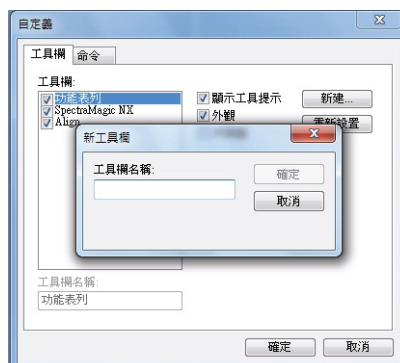 自定義
工具欄 命令
工具欄:
功能表列
SpectraMagic NX
Align
顯示工具提示
外觀
新建...
重新設置
新工具欄
工具欄名稱:
確定
取消
工具欄名稱:
功能表列
確定 取消